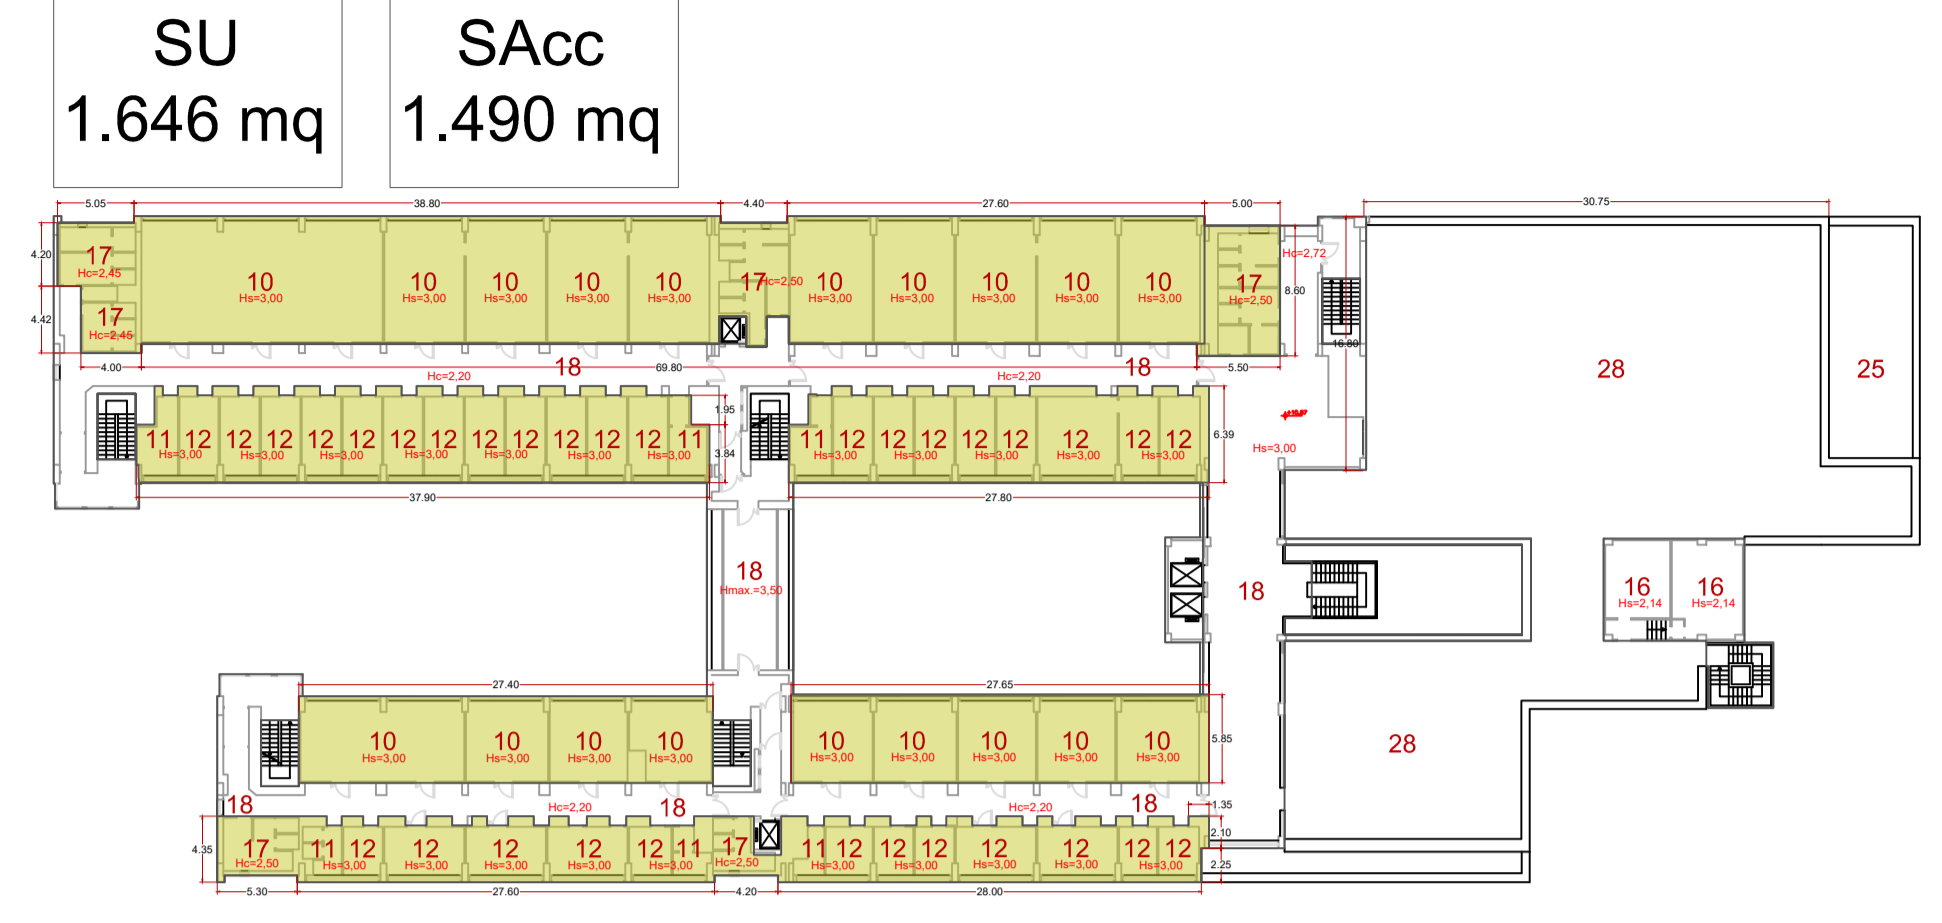 SU SAcc
1.646 mq 1.490 mq
5.05 38.80 4.40 27.60 5.00 30.75
4.20 17 Hc=2,45
10 10 10 10 10 17 10 10 10 10 10 17
Hs=3,00 Hs=3,00 Hs=3,00 Hs=3,00 Hs=3,00 Hc=2,50 Hs=3,00 Hs=3,00 Hs=3,00 Hs=3,00 Hs=3,00 Hc=2,50
Hc=2,72
8.60
4.42 17 Hc=2,45
16.80
4.00 69.80 5.50
Hc=2,20 18 Hc=2,20 18
28 25
1.95
11 12 12 12 12 12 12 12 12 12 12 12 12 11
Hs=3,00 Hs=3,00 Hs=3,00 Hs=3,00 Hs=3,00 Hs=3,00 Hs=3,00
3.84
11 12 12 12 12 12 12 12 12
Hs=3,00 Hs=3,00 Hs=3,00 Hs=3,00 Hs=3,00
6.39
Hs=3,00
37.90 27.80
18
Hmax.=3,50
18
16 16
Hs=2,14 Hs=2,14
27.40 27.65
10 10 10 10 10 10 10 10 10
Hs=3,00 Hs=3,00 Hs=3,00 Hs=3,00 Hs=3,00 Hs=3,00 Hs=3,00 Hs=3,00 Hs=3,00
5.85
28
18 Hc=2,20 18 Hc=2,20 18 1.35
2.10
4.35
17 11 12 12 12 12 12 11 17 11 12 12 12 12 12 12 12
Hc=2,50 Hs=3,00 Hs=3,00 Hs=3,00 Hs=3,00 Hs=3,00 Hc=2,50 Hs=3,00 Hs=3,00 Hs=3,00 Hs=3,00 Hs=3,00
2.25
5.30 27.60 4.20 28.00